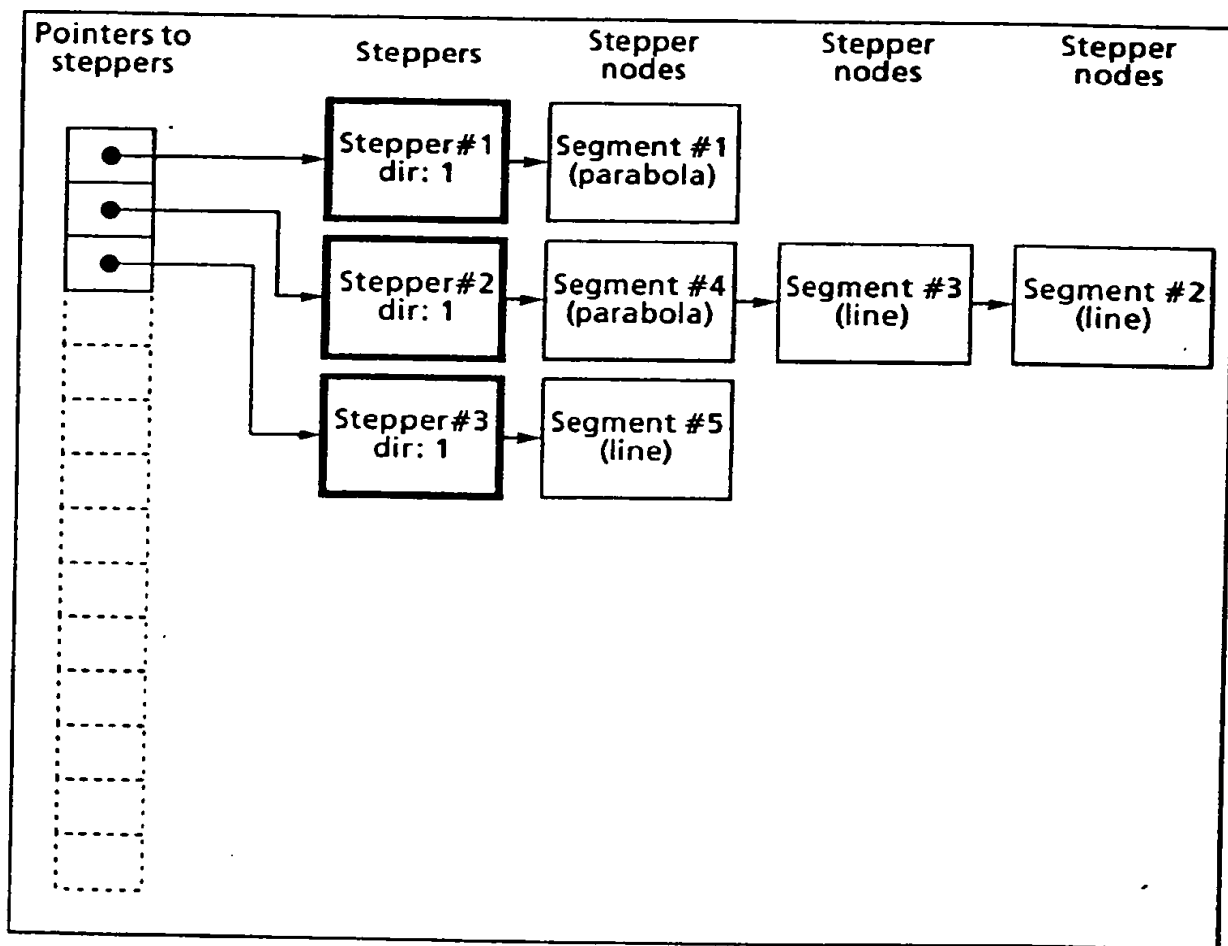 Pointers to
steppers
Steppers
Stepper
nodes
Stepper
nodes
Stepper
nodes
Stepper#1
dir: 1
Segment #1
(parabola)
Stepper#2
dir: 1
Segment #4
(parabola)
Segment #3
(line)
Segment #2
(line)
Stepper#3
dir: 1
Segment #5
(line)